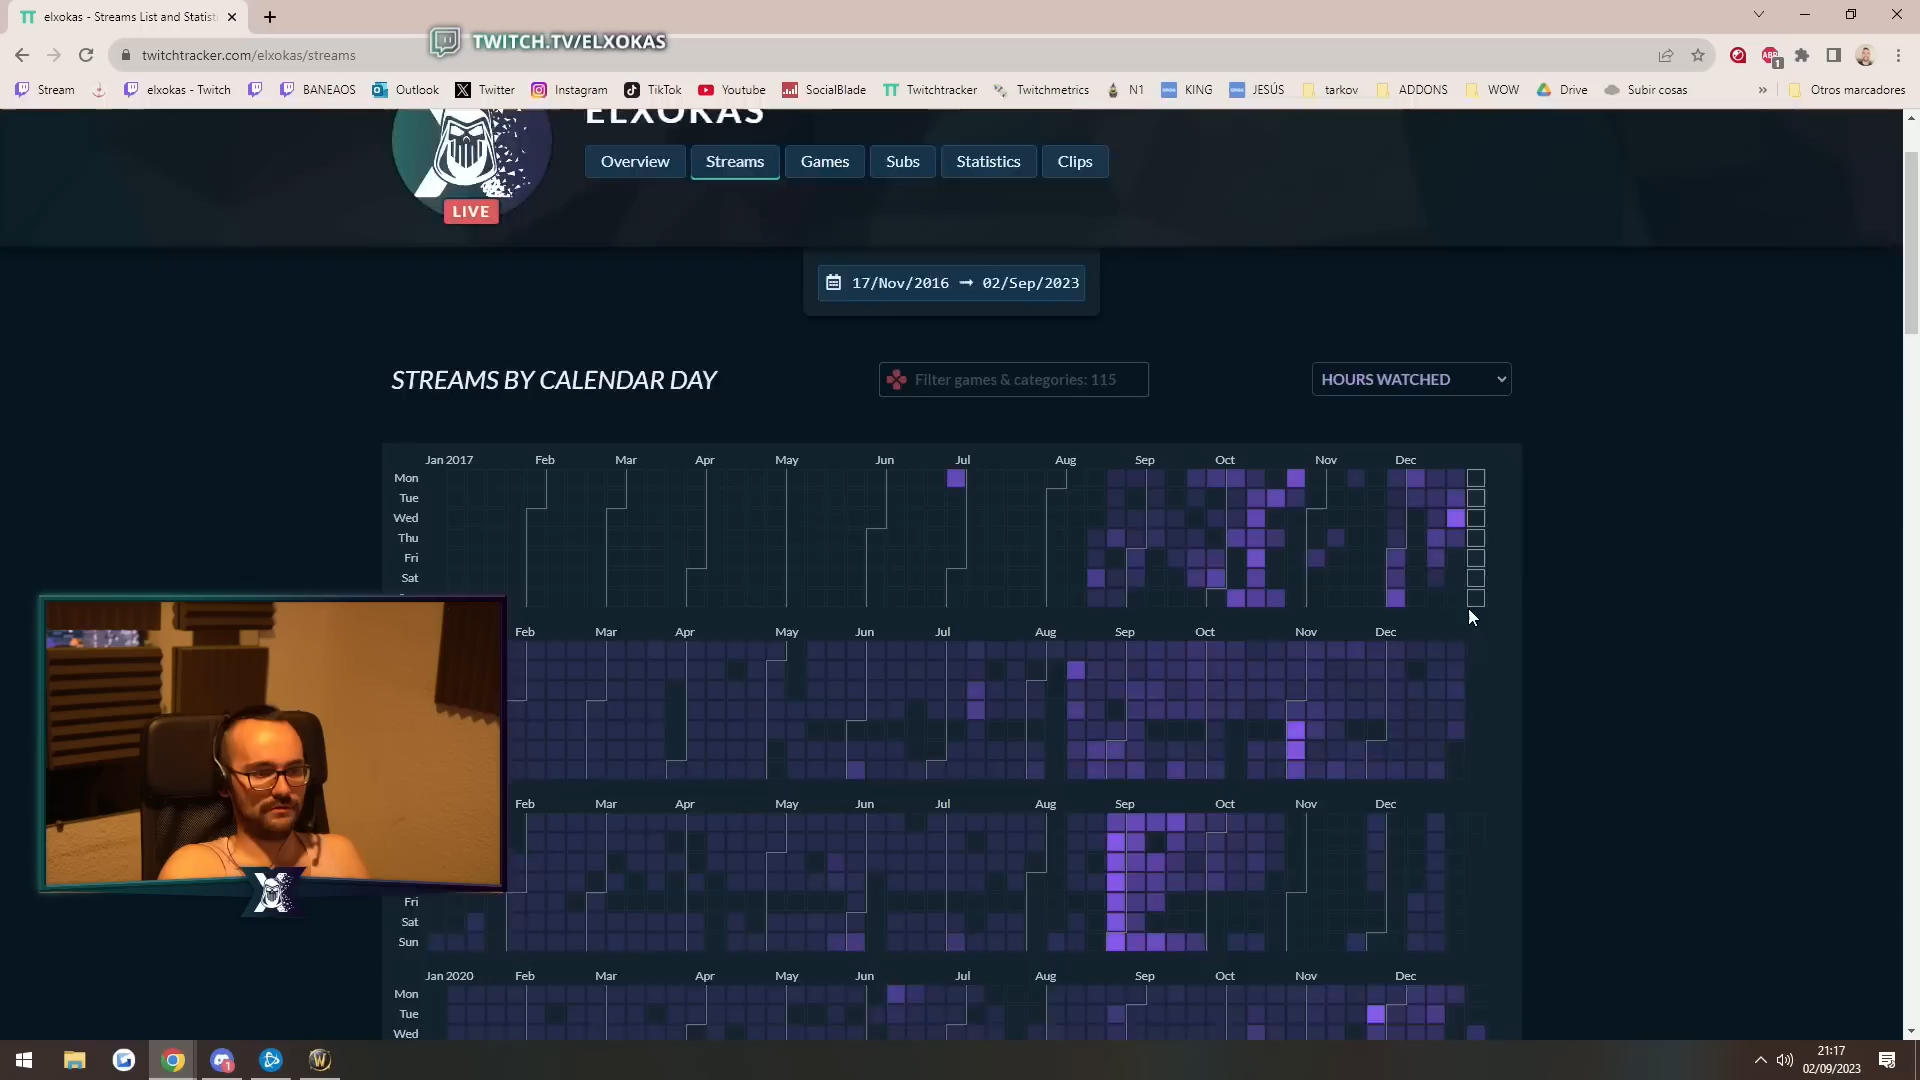 elxokas - Streams List and Statist
TWITCH.TV/ELXOKAS
twitchtracker.com/elxokas/streams
Stream
elxokas - Twitch
BANEAOS
Outlook
Twitter
Instagram
TikTok
Youtube
SocialBlade
Twitchtracker
Twitchmetrics
N1
KING
JESÚS
tarkov
ADDONS
WOW
Drive
Subir cosas
»
Otros marcadores
ELXOKAS
Overview
Streams
Games
Subs
Statistics
Clips
LIVE
17/Nov/2016 → 02/Sep/2023
STREAMS BY CALENDAR DAY
Filter games & categories: 115
HOURS WATCHED
Jan 2017 Feb Mar Apr May Jun Jul Aug Sep Oct Nov Dec
Mon
Tue
Wed
Thu
Fri
Sat
Feb Mar Apr May Jun Jul Aug Sep Oct Nov Dec
Feb Mar Apr May Jun Jul Aug Sep Oct Nov Dec
Fri
Sat
Sun
Jan 2020 Feb Mar Apr May Jun Jul Aug Sep Oct Nov Dec
Mon
Tue
Wed
21:17
02/09/2023